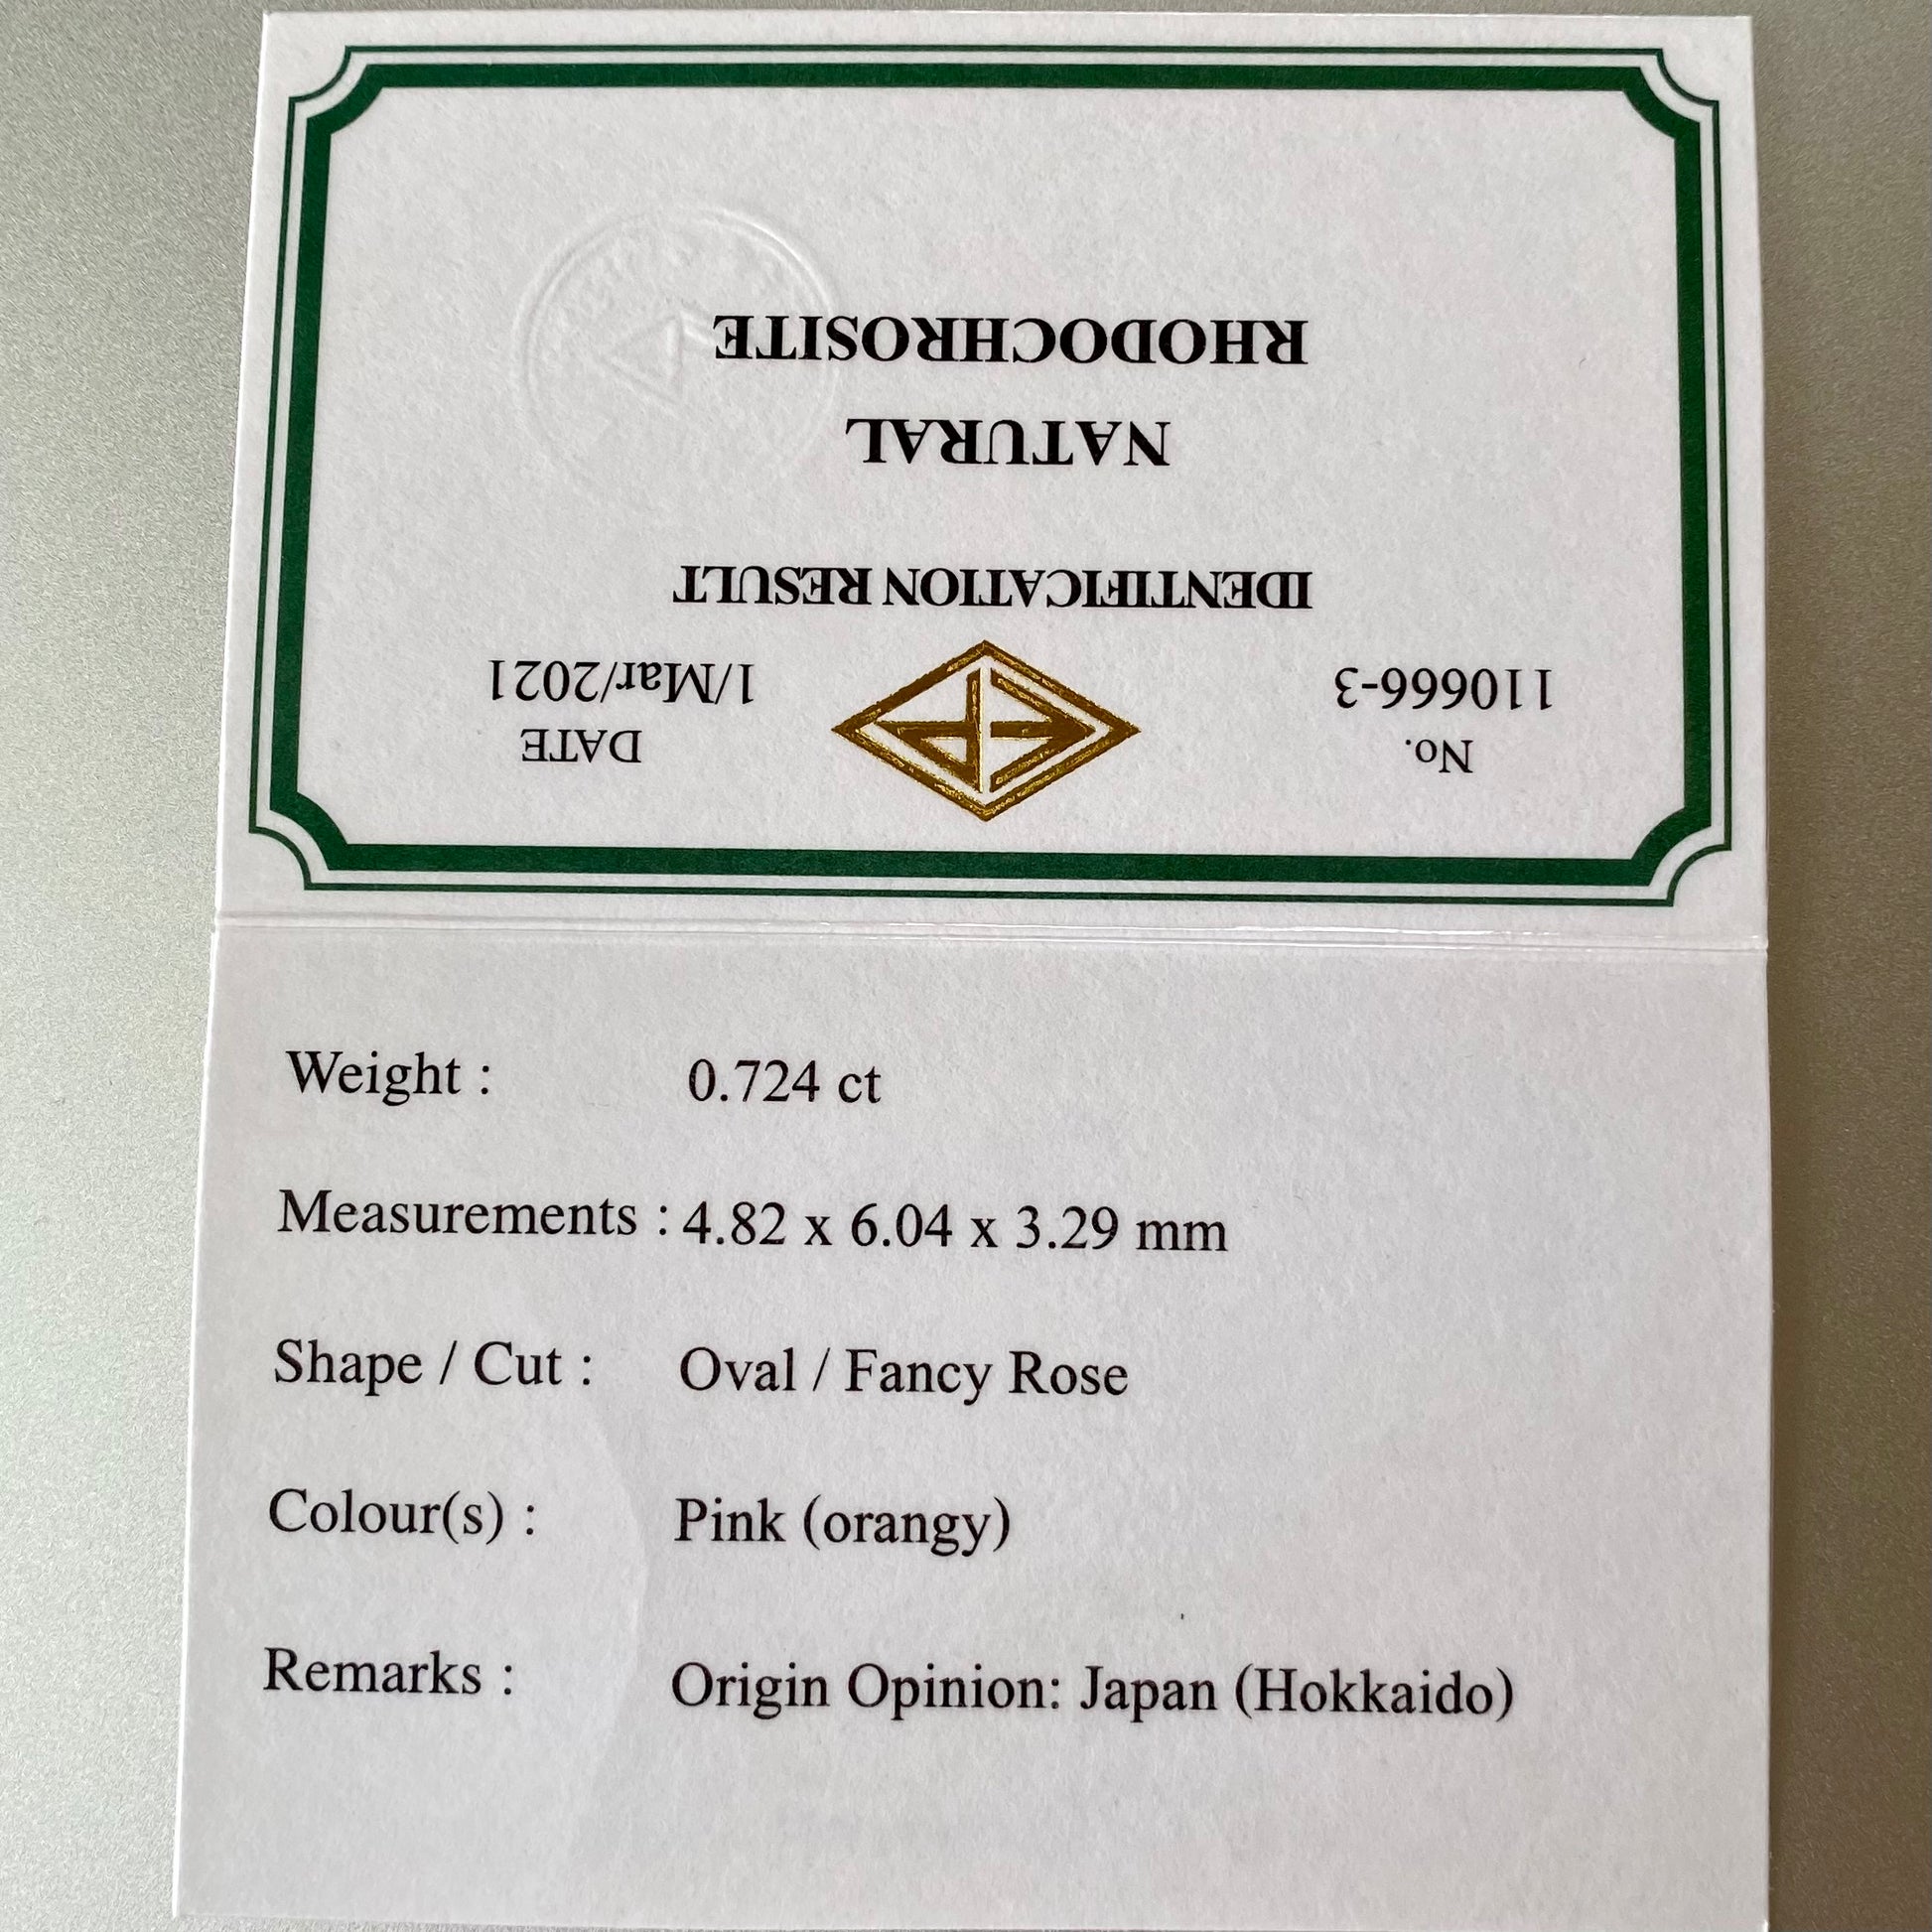 No. DATE
110666-3 1/Mar/2021
IDENTIFICATION RESULT
NATURAL
RHODOCHROSITE
Weight : 0.724 ct
Measurements : 4.82 x 6.04 x 3.29 mm
Shape / Cut : Oval / Fancy Rose
Colour(s) : Pink (orangy)
Remarks : Origin Opinion: Japan (Hokkaido)